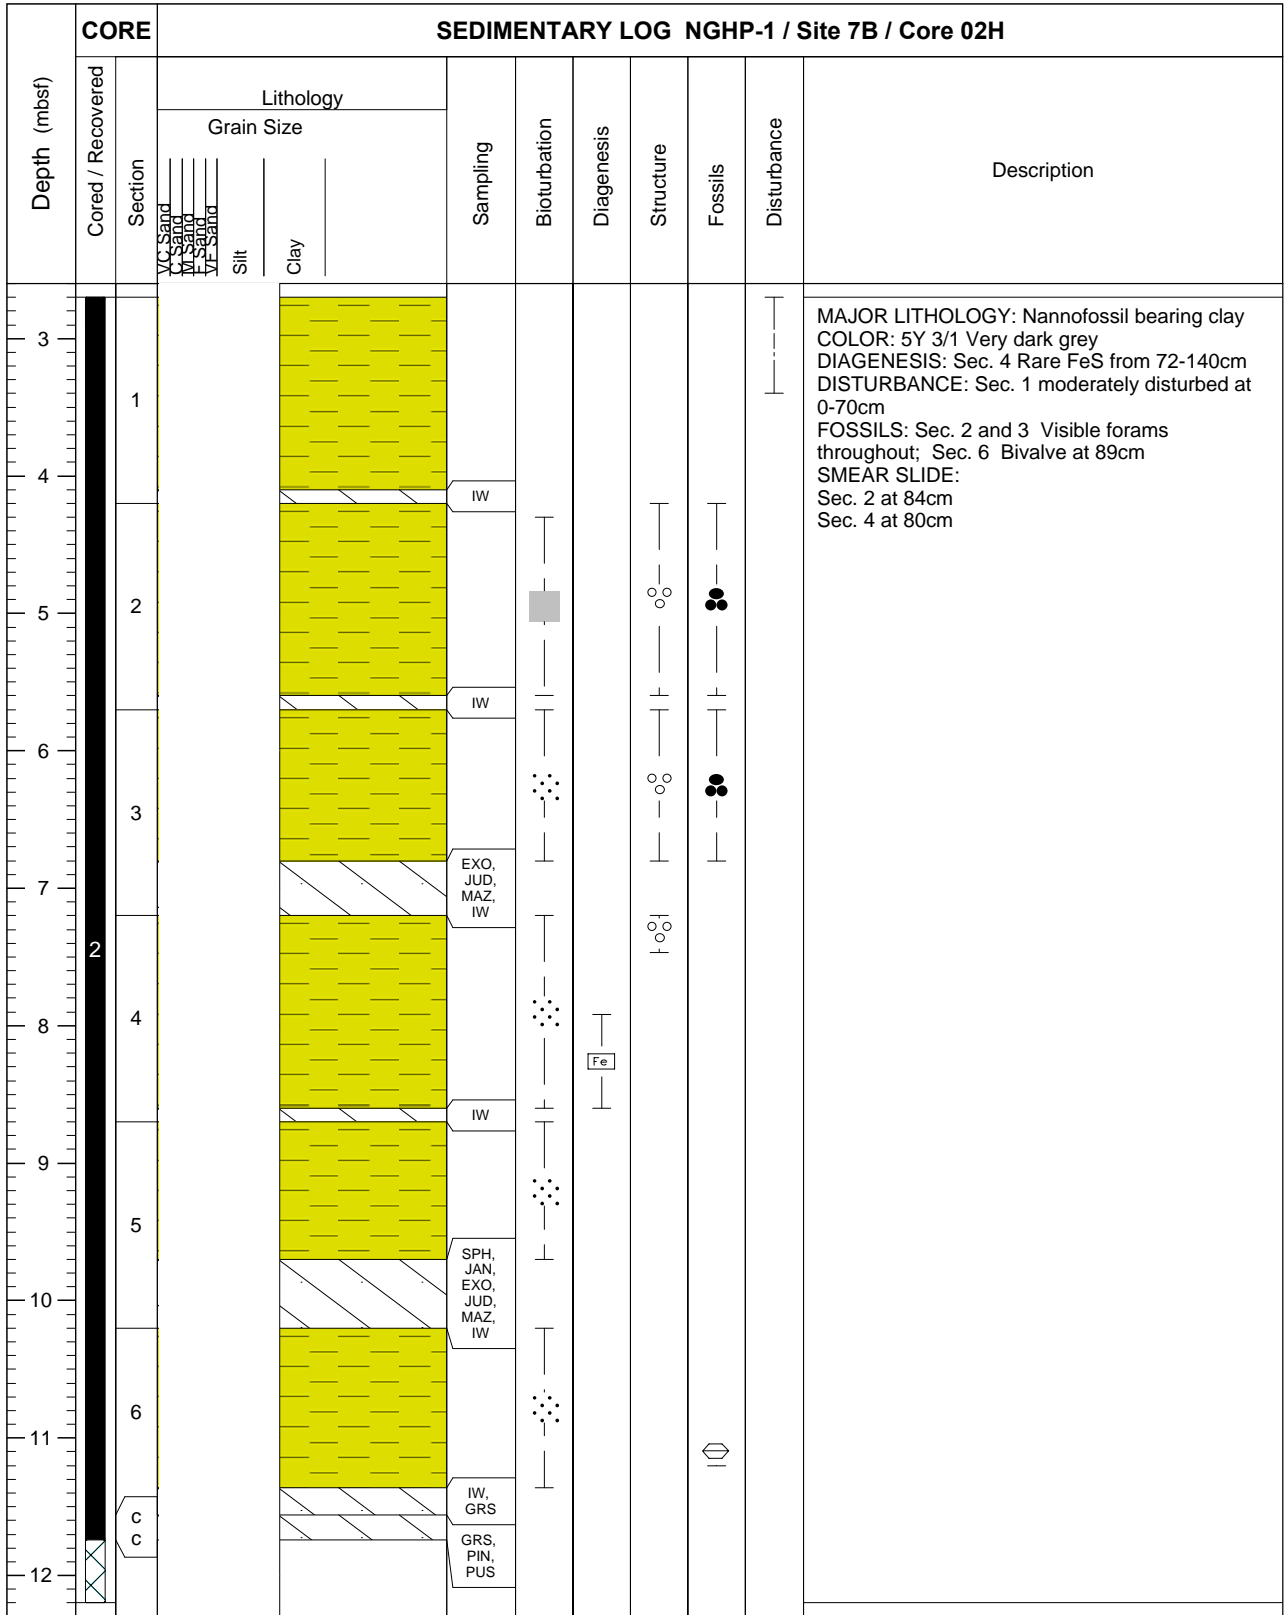 CORE
SEDIMENTARY LOG NGHP-1 / Site 7B / Core 02H
Depth (mbsf)
Cored / Recovered
Section
Lithology
Grain Size
VC Sand
C Sand
M Sand
F Sand
VF Sand
Silt
Clay
Sampling
Bioturbation
Diagenesis
Structure
Fossils
Disturbance
Description
MAJOR LITHOLOGY: Nannofossil bearing clay
COLOR: 5Y 3/1 Very dark grey
DIAGENESIS: Sec. 4 Rare FeS from 72-140cm
DISTURBANCE: Sec. 1 moderately disturbed at
0-70cm
FOSSILS: Sec. 2 and 3 Visible forams
throughout; Sec. 6 Bivalve at 89cm
SMEAR SLIDE:
Sec. 2 at 84cm
Sec. 4 at 80cm
3
1
4
IW
2
5
IW
6
3
EXO,
JUD,
MAZ,
IW
7
2
4
8
Fe
IW
9
5
SPH,
JAN,
EXO,
JUD,
MAZ,
IW
10
6
11
IW,
GRS
c
c
GRS,
PIN,
PUS
12